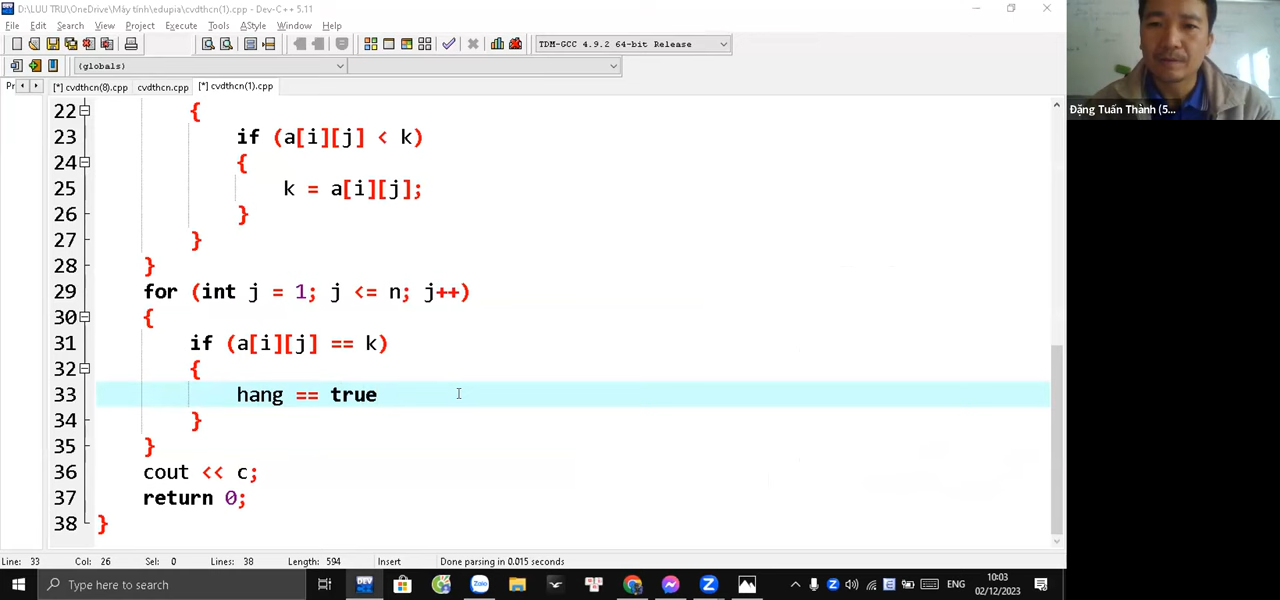 D:\LUU TRU\OneDrive\Máy tính\edupia\cvdthcn(1).cpp - Dev-C++ 5.11
File Edit Search View Project Execute Tools AStyle Window Help
TDM-GCC 4.9.2 64-bit Release
(globals)
Pr [*] cvdthcn(8).cpp cvdthcn.cpp [*] cvdthcn(1).cpp
22 {
23 if (a[i][j] < k)
24 {
25 k = a[i][j];
26 }
27 }
28 }
29 for (int j = 1; j <= n; j++)
30 {
31 if (a[i][j] == k)
32 {
33 hang == true
34 }
35 }
36 cout << c;
37 return 0;
38 }
Line: 33 Col: 26 Sel: 0 Lines: 38 Length: 594 Insert Done parsing in 0.015 seconds
Type here to search
DEV
Zalo
ENG
10:03
02/12/2023
Đặng Tuấn Thành (5...